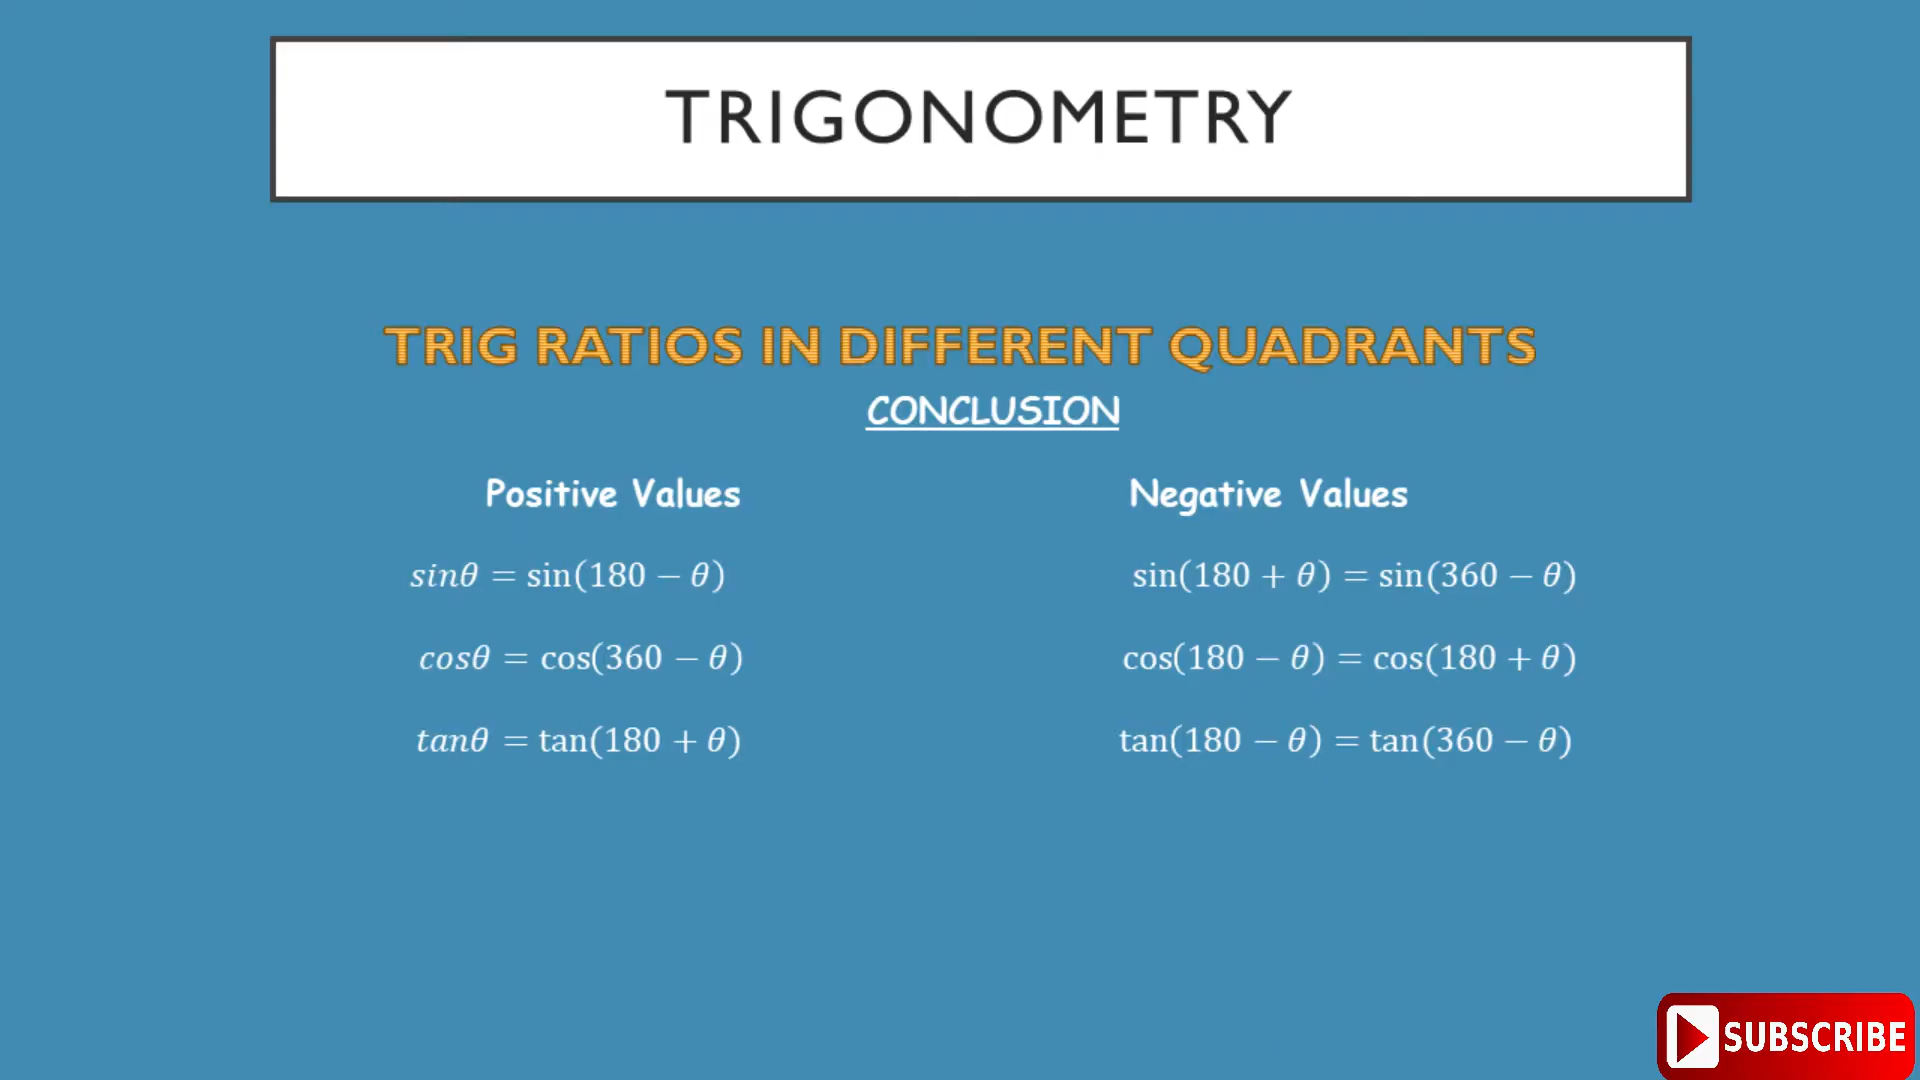 TRIGONOMETRY
TRIG RATIOS IN DIFFERENT QUADRANTS
CONCLUSION
Positive Values
Negative Values
sinθ = sin(180 − θ)
sin(180 + θ) = sin(360 − θ)
cosθ = cos(360 − θ)
cos(180 − θ) = cos(180 + θ)
tanθ = tan(180 + θ)
tan(180 − θ) = tan(360 − θ)
SUBSCRIBE